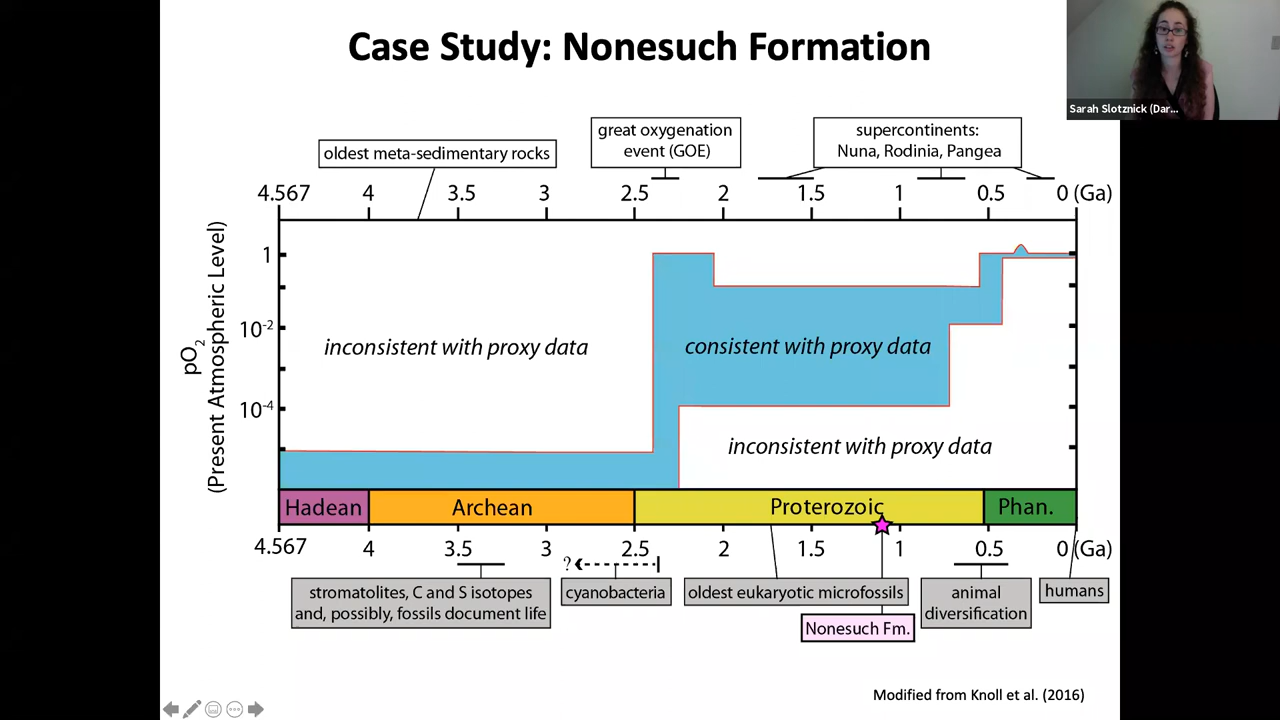 Case Study: Nonesuch Formation
Sarah Slotznick (Dar...
oldest meta-sedimentary rocks
great oxygenation
event (GOE)
supercontinents:
Nuna, Rodinia, Pangea
4.567 4 3.5 3 2.5 2 1.5 1 0.5 0 (Ga)
pO2
(Present Atmospheric Level)
1
10-2
10-4
inconsistent with proxy data
consistent with proxy data
inconsistent with proxy data
Hadean Archean Proterozoic Phan.
4.567 4 3.5 3 2.5 2 1.5 1 0.5 0 (Ga)
?
stromatolites, C and S isotopes
and, possibly, fossils document life
cyanobacteria
oldest eukaryotic microfossils
Nonesuch Fm.
animal
diversification
humans
Modified from Knoll et al. (2016)